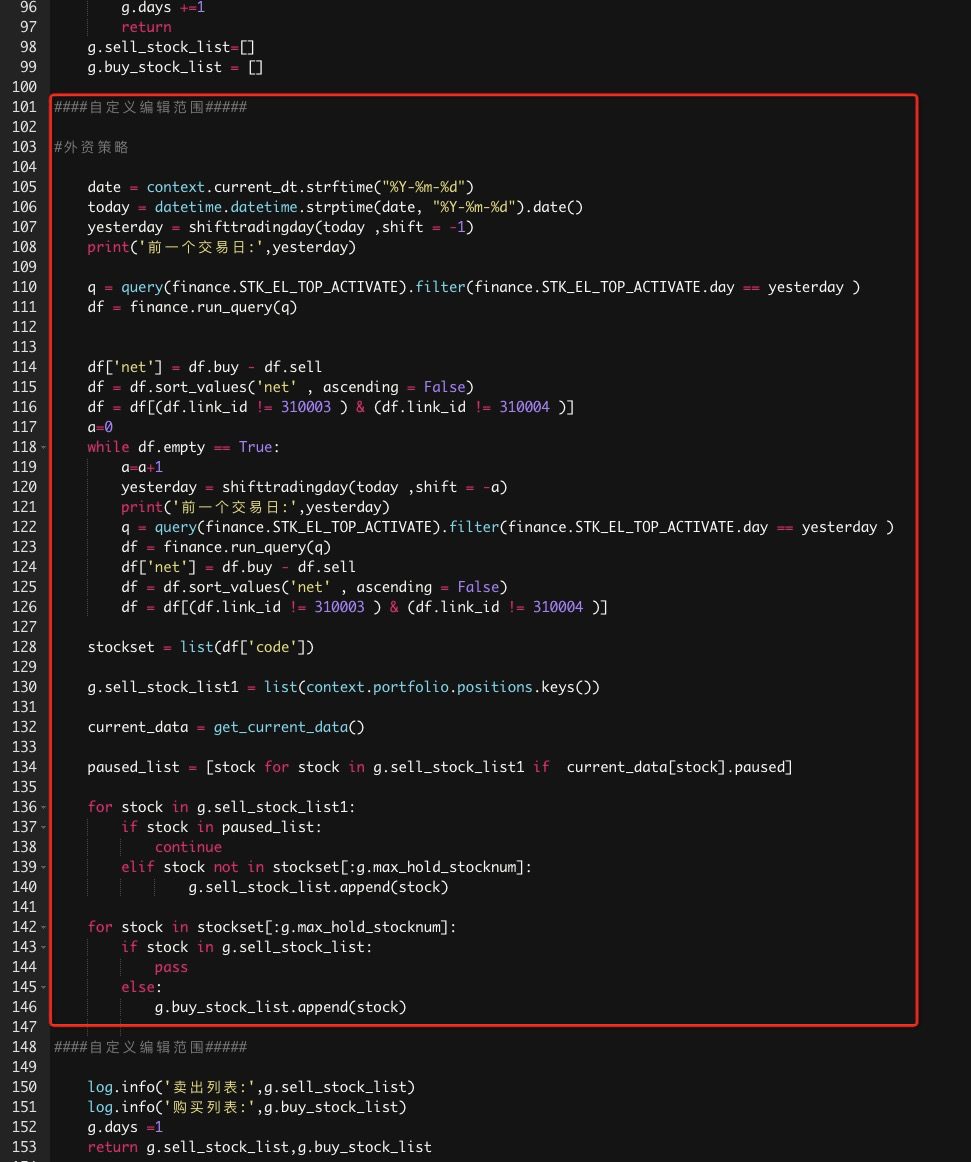 96 g.days +=1
97 return
98 g.sell_stock_list=[]
99 g.buy_stock_list = []
100
101 ####自定义编辑范围#####
102
103 #外资策略
104
105 date = context.current_dt.strftime("%Y-%m-%d")
106 today = datetime.datetime.strptime(date, "%Y-%m-%d").date()
107 yesterday = shifttradingday(today ,shift = -1)
108 print('前一个交易日:',yesterday)
109
110 q = query(finance.STK_EL_TOP_ACTIVATE).filter(finance.STK_EL_TOP_ACTIVATE.day == yesterday )
111 df = finance.run_query(q)
112
113
114 df['net'] = df.buy - df.sell
115 df = df.sort_values('net' , ascending = False)
116 df = df[(df.link_id != 310003 ) & (df.link_id != 310004 )]
117 a=0
118 while df.empty == True:
119 a=a+1
120 yesterday = shifttradingday(today ,shift = -a)
121 print('前一个交易日:',yesterday)
122 q = query(finance.STK_EL_TOP_ACTIVATE).filter(finance.STK_EL_TOP_ACTIVATE.day == yesterday )
123 df = finance.run_query(q)
124 df['net'] = df.buy - df.sell
125 df = df.sort_values('net' , ascending = False)
126 df = df[(df.link_id != 310003 ) & (df.link_id != 310004 )]
127
128 stockset = list(df['code'])
129
130 g.sell_stock_list1 = list(context.portfolio.positions.keys())
131
132 current_data = get_current_data()
133
134 paused_list = [stock for stock in g.sell_stock_list1 if  current_data[stock].paused]
135
136 for stock in g.sell_stock_list1:
137 if stock in paused_list:
138 continue
139 elif stock not in stockset[:g.max_hold_stocknum]:
140 g.sell_stock_list.append(stock)
141
142 for stock in stockset[:g.max_hold_stocknum]:
143 if stock in g.sell_stock_list:
144 pass
145 else:
146 g.buy_stock_list.append(stock)
147
148 ####自定义编辑范围#####
149
150 log.info('卖出列表:',g.sell_stock_list)
151 log.info('购买列表:',g.buy_stock_list)
152 g.days =1
153 return g.sell_stock_list,g.buy_stock_list